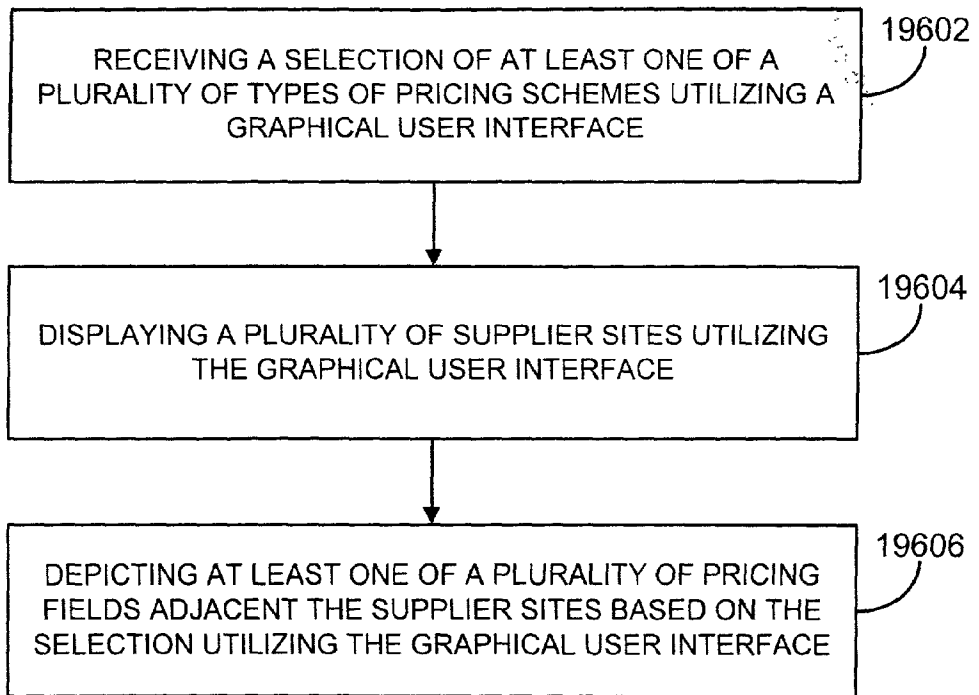 RECEIVING A SELECTION OF AT LEAST ONE OF A
PLURALITY OF TYPES OF PRICING SCHEMES UTILIZING A
GRAPHICAL USER INTERFACE
19602
DISPLAYING A PLURALITY OF SUPPLIER SITES UTILIZING
THE GRAPHICAL USER INTERFACE
19604
DEPICTING AT LEAST ONE OF A PLURALITY OF PRICING
FIELDS ADJACENT THE SUPPLIER SITES BASED ON THE
SELECTION UTILIZING THE GRAPHICAL USER INTERFACE
19606